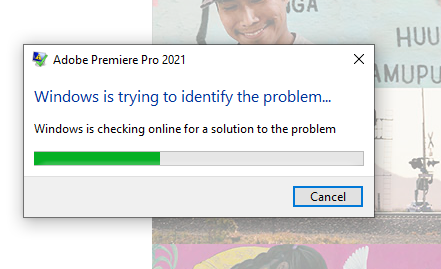 NGA
HUU
AMUPU
Adobe Premiere Pro 2021
Windows is trying to identify the problem...
Windows is checking online for a solution to the problem
Cancel